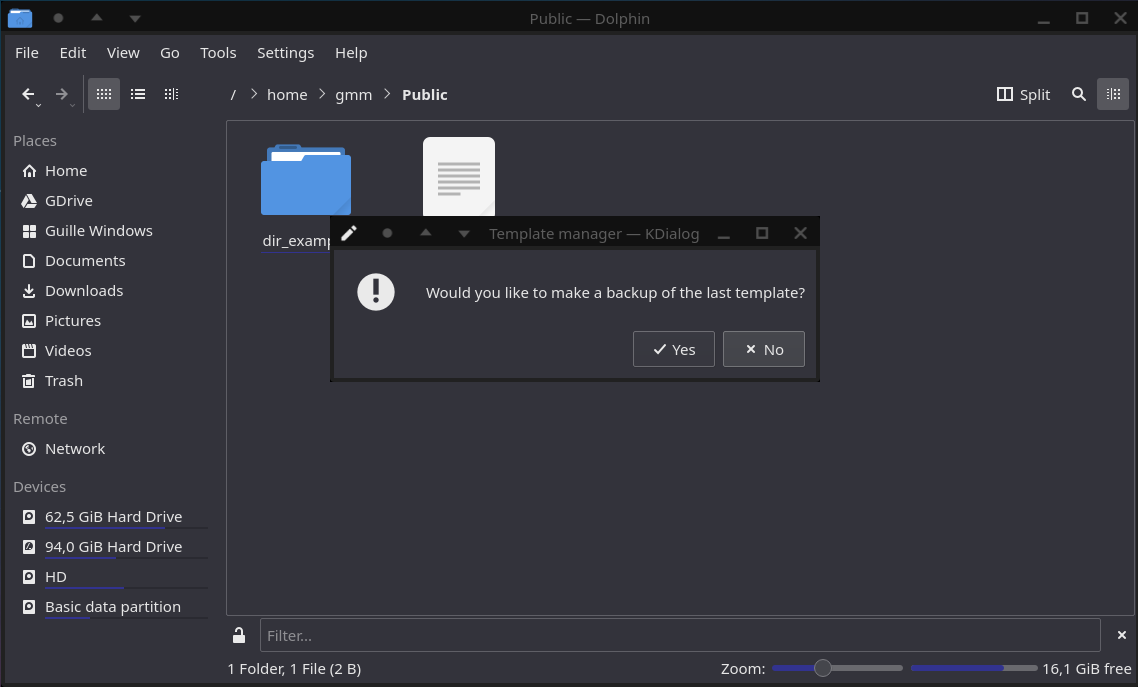 Public — Dolphin
File Edit View Go Tools Settings Help
/ home gmm Public
Split
Places
Home
GDrive
Guille Windows
Documents
Downloads
Pictures
Videos
Trash
Remote
Network
Devices
62,5 GiB Hard Drive
94,0 GiB Hard Drive
HD
Basic data partition
dir_examp
Template manager — KDialog
Would you like to make a backup of the last template?
Yes No
Filter...
1 Folder, 1 File (2 B)
Zoom:
16,1 GiB free